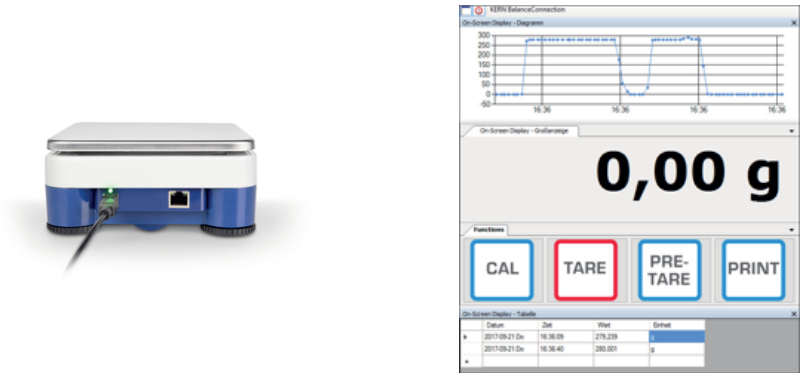 KERN BalanceConnection
On-Screen Display - Diagramm
300
250
200
150
100
50
0
-50
16:36 16:36 16:36 16:36
On-Screen Display - Großanzeige
0,00 g
Functions
CAL TARE PRE-TARE PRINT
On-Screen Display - Tabelle
Datum Zeit Wert Einheit
2017-09-21:Do 16:36:09 279,239 g
2017-09-21:Do 16:36:40 280,001 g